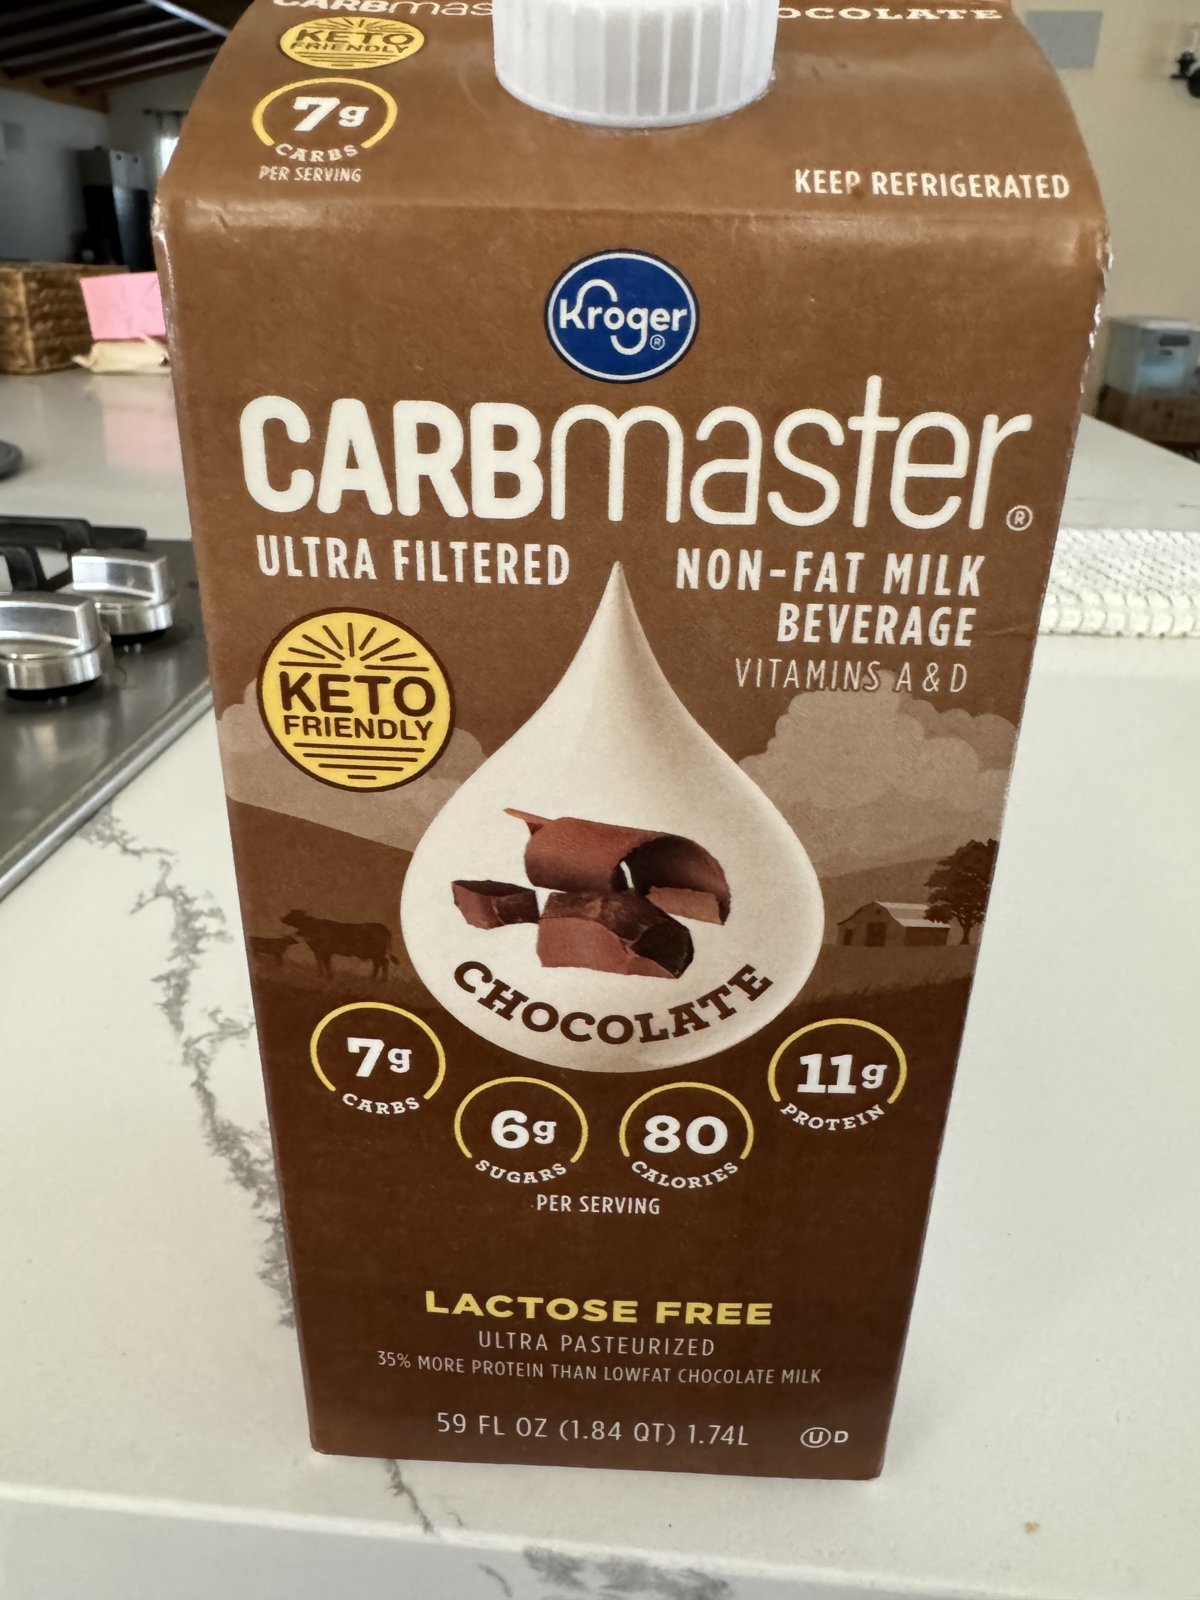 CARBmas
OCOLATE
KETO
FRIENDLY
7g
CARBS
PER SERVING
KEEP REFRIGERATED
Kroger®
CARBmaster®
ULTRA FILTERED
NON-FAT MILK
BEVERAGE
VITAMINS A & D
KETO
FRIENDLY
CHOCOLATE
7g
CARBS
6g
SUGARS
80
CALORIES
11g
PROTEIN
PER SERVING
LACTOSE FREE
ULTRA PASTEURIZED
35% MORE PROTEIN THAN LOWFAT CHOCOLATE MILK
59 FL OZ (1.84 QT) 1.74L
U D